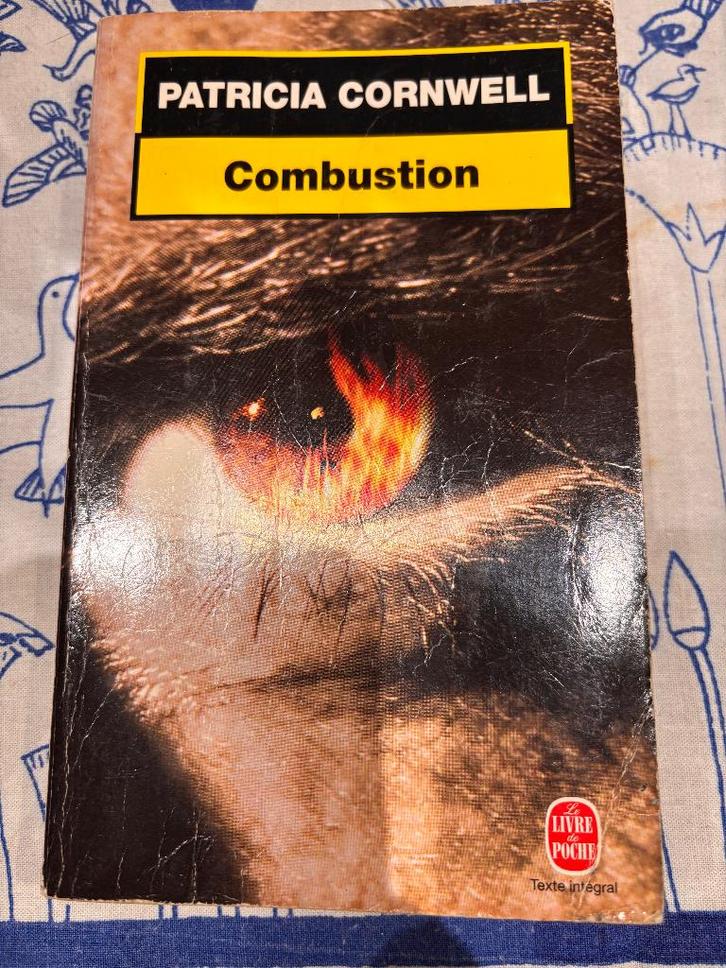 PATRICIA CORNWELL
Combustion
Le
LIVRE
de
POCHE
Texte intégral